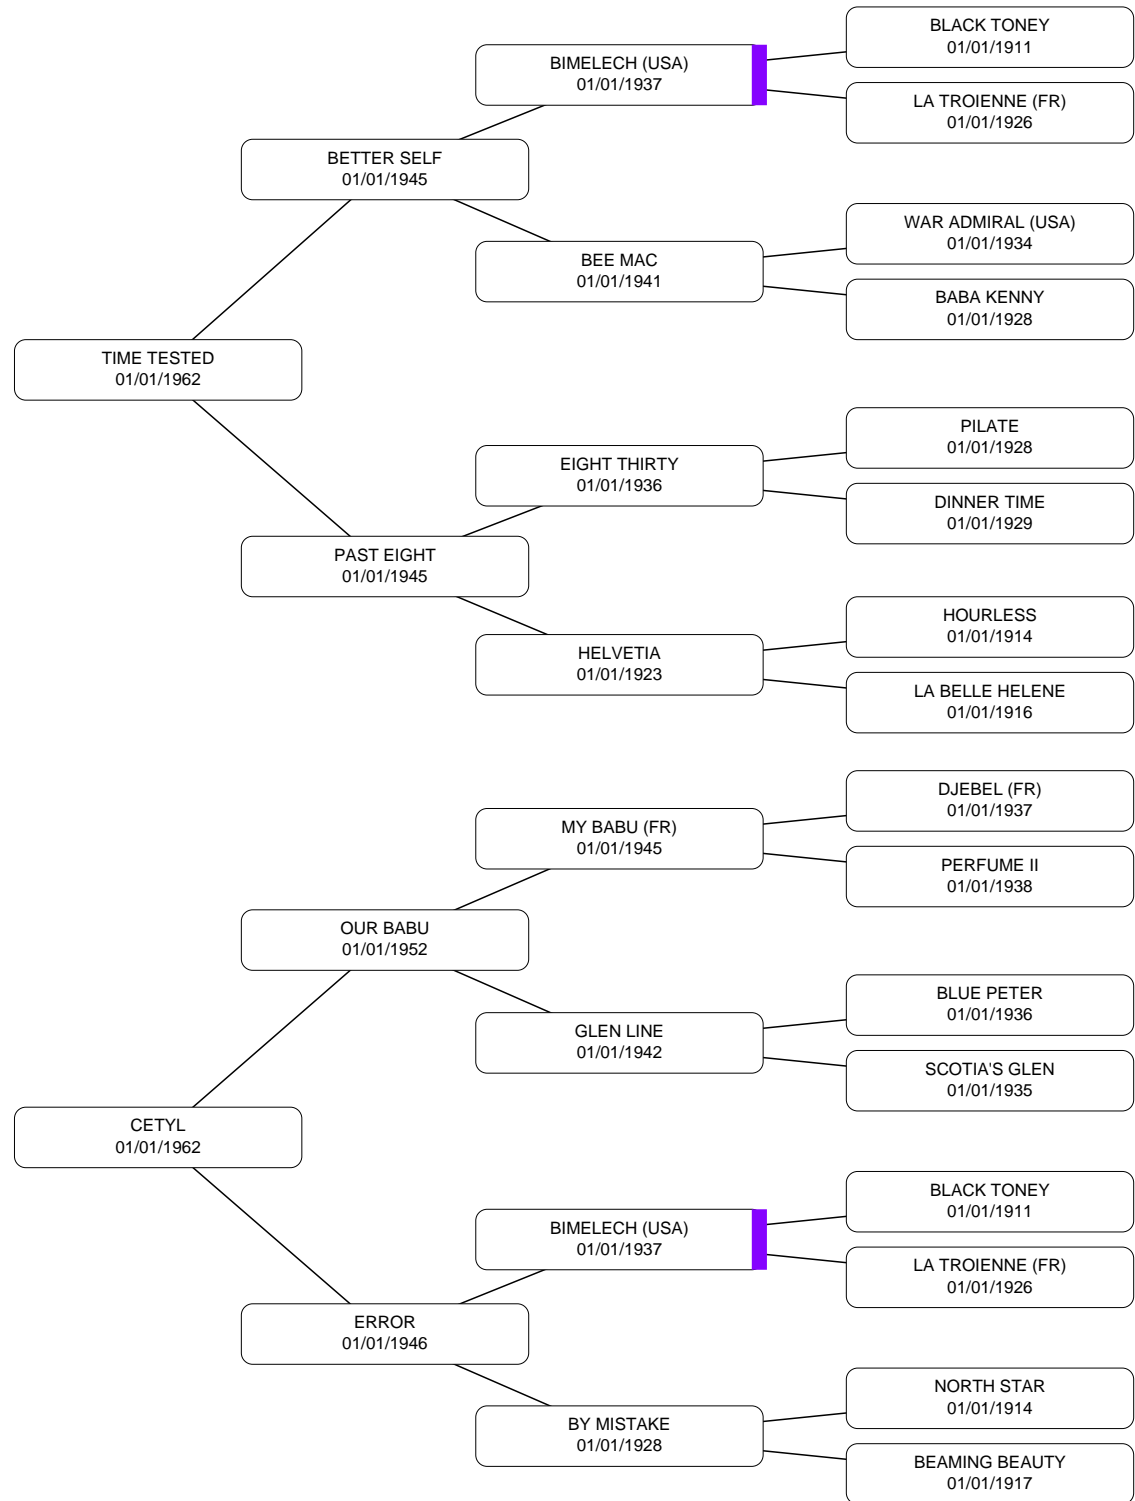 BLACK TONEY
01/01/1911
BIMELECH (USA)
01/01/1937
LA TROIENNE (FR)
01/01/1926
BETTER SELF
01/01/1945
WAR ADMIRAL (USA)
01/01/1934
BEE MAC
01/01/1941
BABA KENNY
01/01/1928
TIME TESTED
01/01/1962
PILATE
01/01/1928
EIGHT THIRTY
01/01/1936
DINNER TIME
01/01/1929
PAST EIGHT
01/01/1945
HOURLESS
01/01/1914
HELVETIA
01/01/1923
LA BELLE HELENE
01/01/1916
DJEBEL (FR)
01/01/1937
MY BABU (FR)
01/01/1945
PERFUME II
01/01/1938
OUR BABU
01/01/1952
BLUE PETER
01/01/1936
GLEN LINE
01/01/1942
SCOTIA'S GLEN
01/01/1935
CETYL
01/01/1962
BLACK TONEY
01/01/1911
BIMELECH (USA)
01/01/1937
LA TROIENNE (FR)
01/01/1926
ERROR
01/01/1946
NORTH STAR
01/01/1914
BY MISTAKE
01/01/1928
BEAMING BEAUTY
01/01/1917